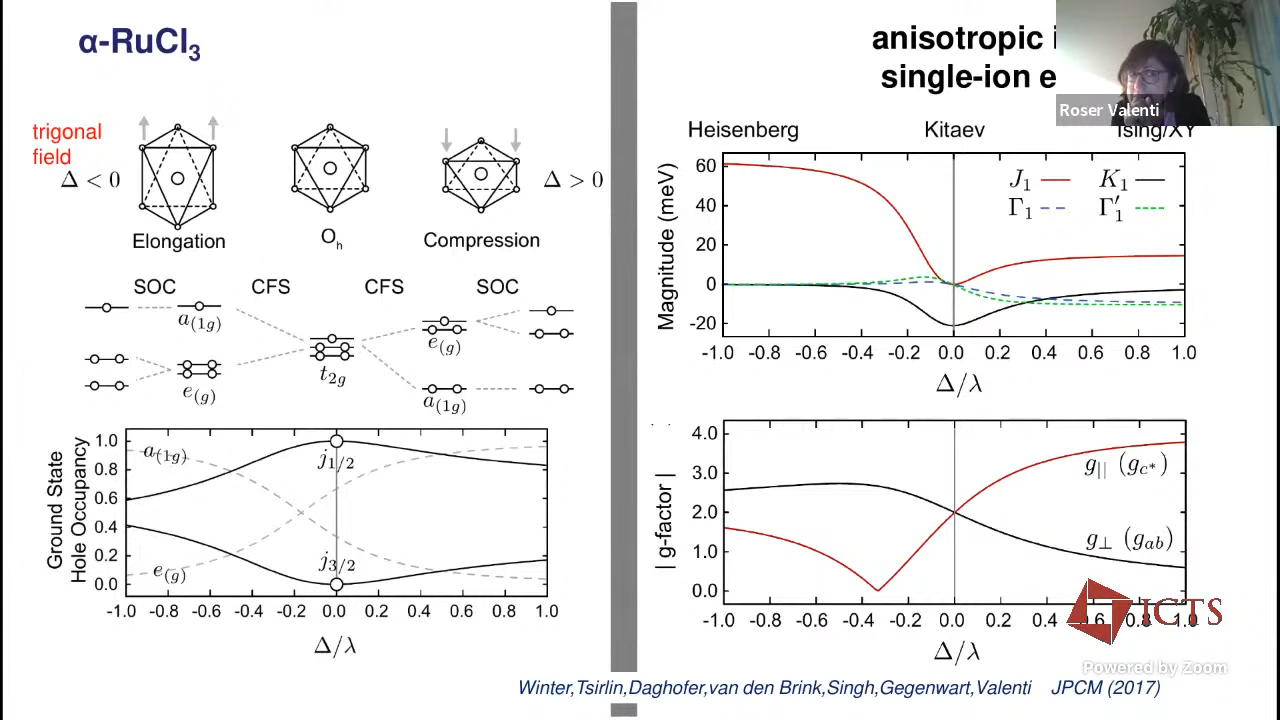 α-RuCl3
anisotropic
single-ion
Roser Valenti
trigonal
field
Δ < 0
Δ > 0
Elongation
Oh
Compression
SOC
CFS
CFS
SOC
a(1g)
e(g)
t2g
e(g)
a(1g)
Ground State
Hole Occupancy
1.0
0.8
0.6
0.4
0.2
0.0
a(1g)
e(g)
j1/2
j3/2
-1.0 -0.8 -0.6 -0.4 -0.2 0.0 0.2 0.4 0.6 0.8 1.0
Δ/λ
Heisenberg
Kitaev
Ising/XY
Magnitude (meV)
60
40
20
0
-20
J1
K1
Γ1
Γ′1
-1.0 -0.8 -0.6 -0.4 -0.2 0.0 0.2 0.4 0.6 0.8 1.0
Δ/λ
| g-factor |
4.0
3.0
2.0
1.0
0.0
g|| (gc*)
g⊥ (gab)
-1.0 -0.8 -0.6 -0.4 -0.2 0.0 0.2 0.4 0.6 0.8 1.0
Δ/λ
ICTS
Powered by Zoom
Winter,Tsirlin,Daghofer,van den Brink,Singh,Gegenwart,Valenti JPCM (2017)